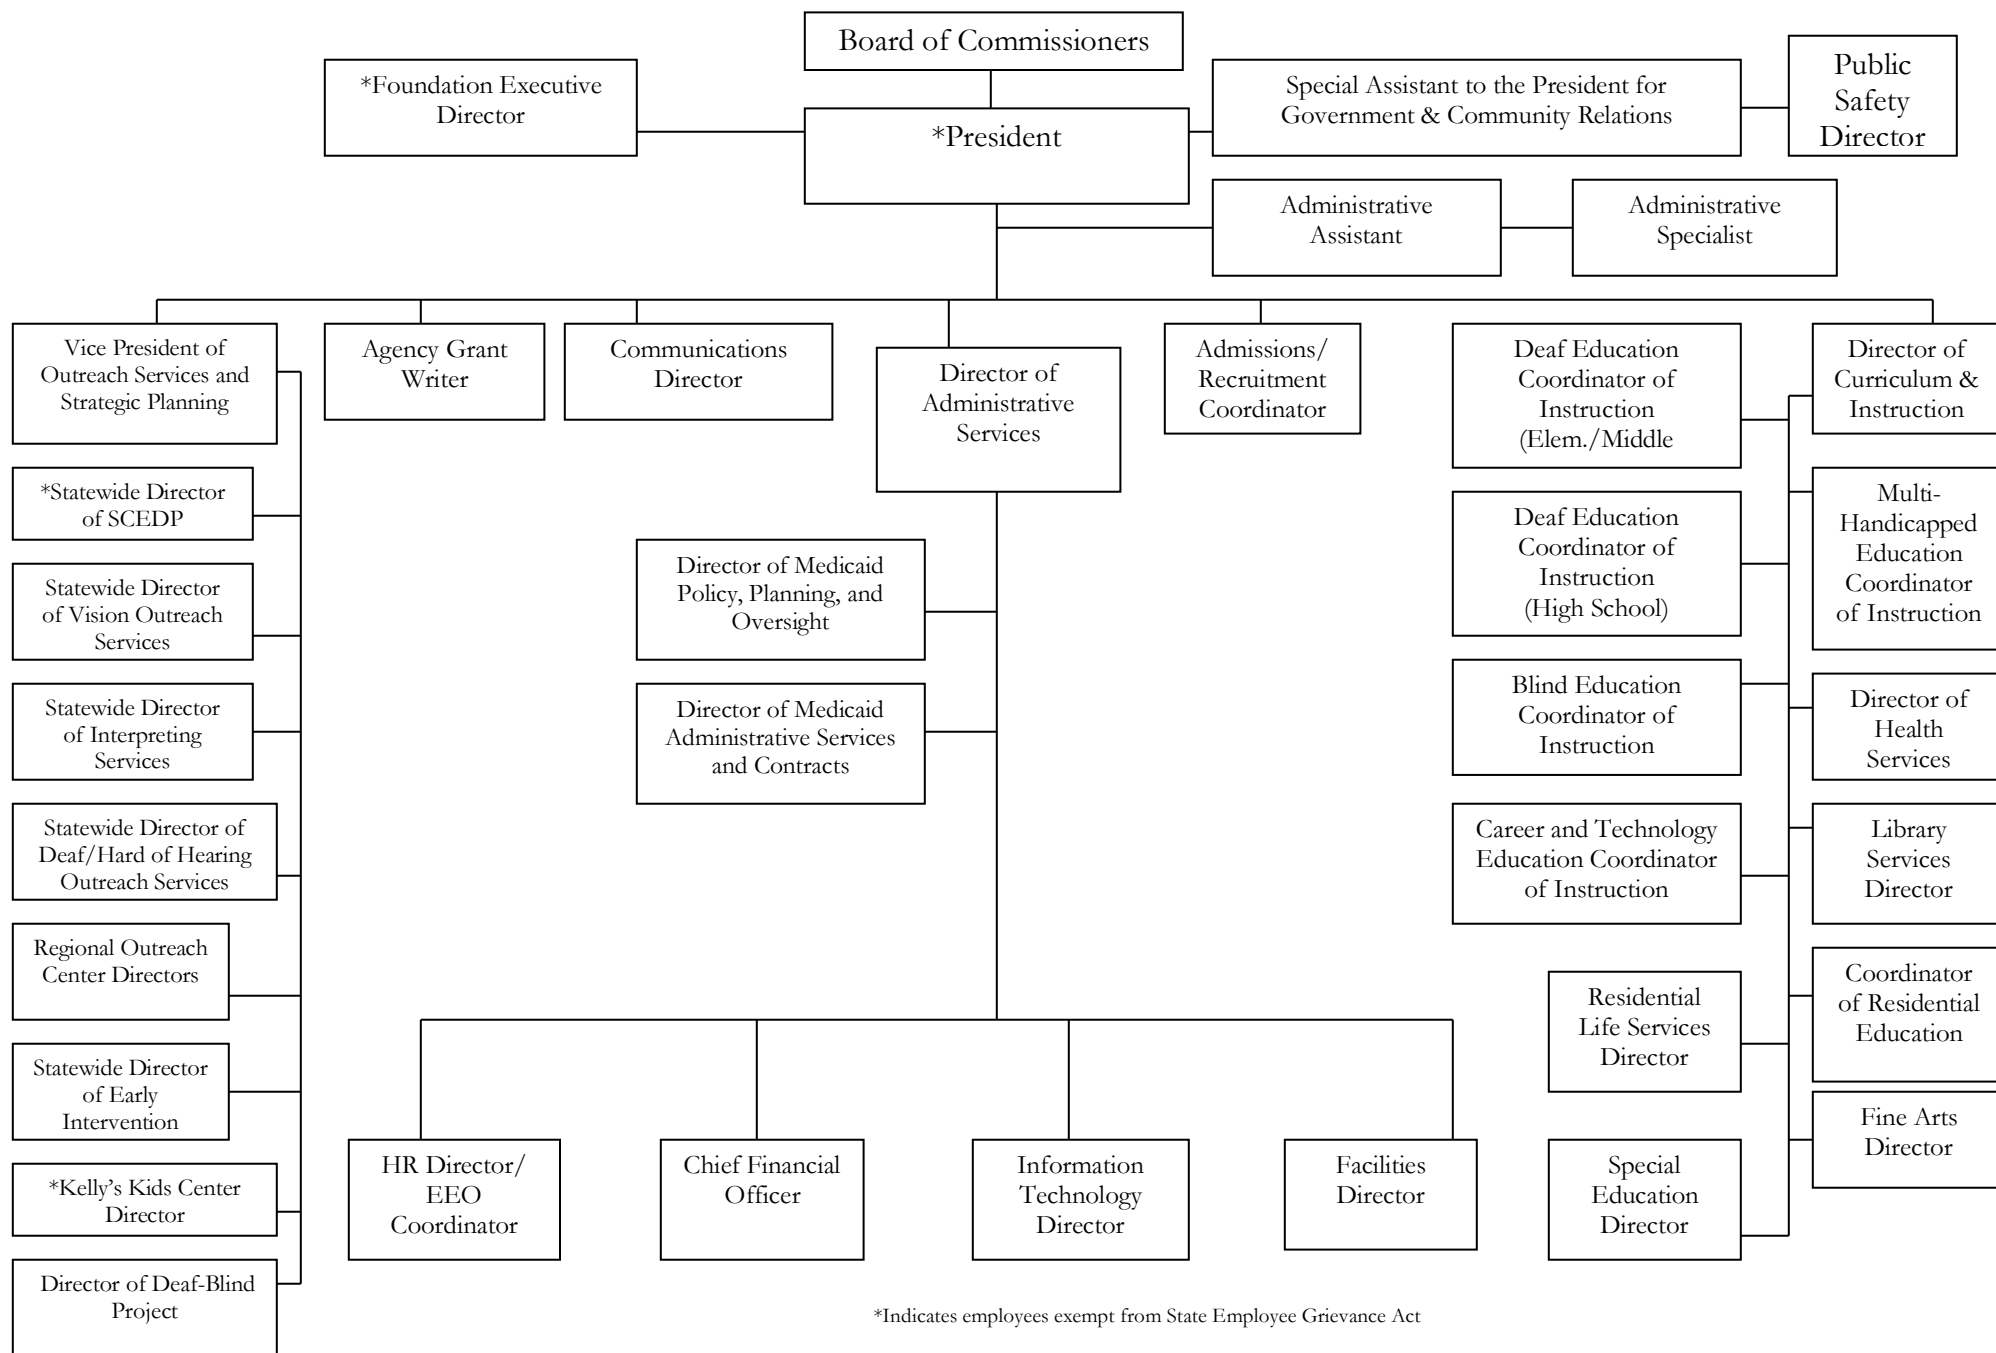 Board of Commissioners
*Foundation Executive
Director
*President
Special Assistant to the President for
Government & Community Relations
Public
Safety
Director
Administrative
Assistant
Administrative
Specialist
Vice President of
Outreach Services and
Strategic Planning
Agency Grant
Writer
Communications
Director
Director of
Administrative
Services
Admissions/
Recruitment
Coordinator
Deaf Education
Coordinator of
Instruction
(Elem./Middle
Director of
Curriculum &
Instruction
*Statewide Director
of SCEDP
Statewide Director
of Vision Outreach
Services
Statewide Director
of Interpreting
Services
Statewide Director of
Deaf/Hard of Hearing
Outreach Services
Regional Outreach
Center Directors
Statewide Director
of Early
Intervention
*Kelly’s Kids Center
Director
Director of Deaf-Blind
Project
Director of Medicaid
Policy, Planning, and
Oversight
Director of Medicaid
Administrative Services
and Contracts
HR Director/
EEO
Coordinator
Chief Financial
Officer
Information
Technology
Director
Facilities
Director
Deaf Education
Coordinator of
Instruction
(High School)
Multi-
Handicapped
Education
Coordinator
of Instruction
Blind Education
Coordinator of
Instruction
Director of
Health
Services
Career and Technology
Education Coordinator
of Instruction
Library
Services
Director
Residential
Life Services
Director
Coordinator
of Residential
Education
Special
Education
Director
Fine Arts
Director
*Indicates employees exempt from State Employee Grievance Act